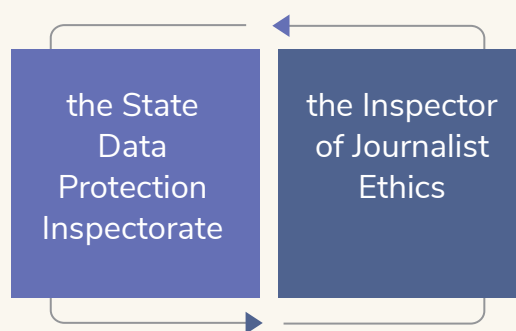 the State
Data
Protection
Inspectorate
the Inspector
of Journalist
Ethics